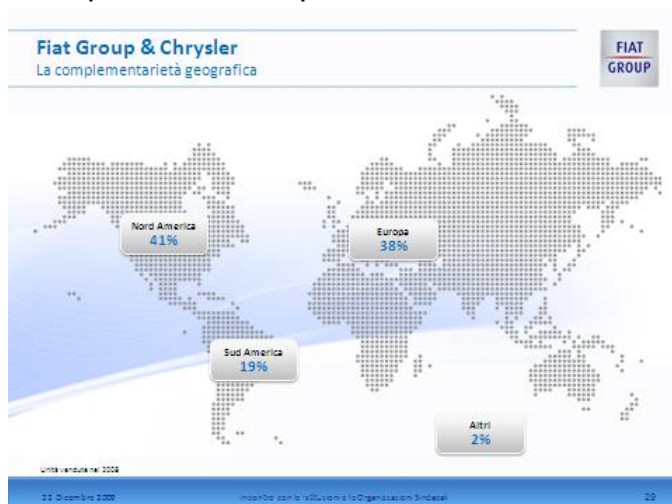 Fiat Group & Chrysler
La complementarietà geografica
FIAT
GROUP
Nord America
41%
Europa
38%
Sud America
19%
Altri
2%
Unità vendute nel 2008
22 Dicembre 2009
Incontro con le Istituzioni e le Organizzazioni Sindacali
29